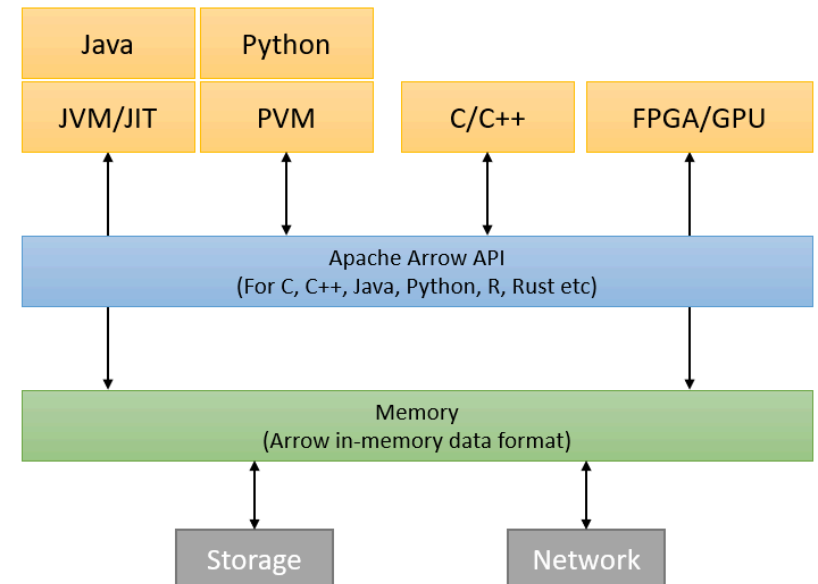 Java
Python
JVM/JIT
PVM
C/C++
FPGA/GPU
Apache Arrow API
(For C, C++, Java, Python, R, Rust etc)
Memory
(Arrow in-memory data format)
Storage
Network